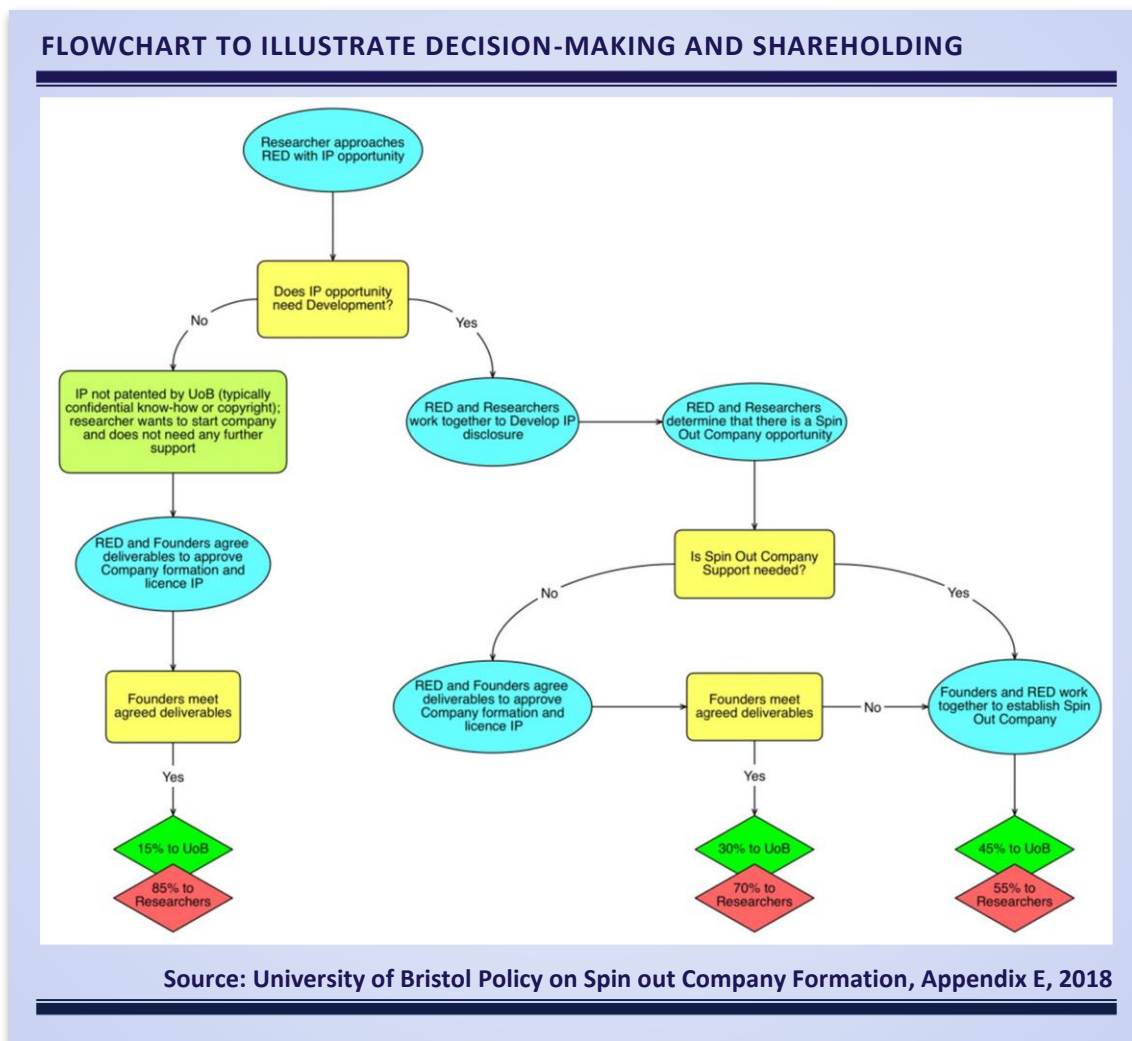 FLOWCHART TO ILLUSTRATE DECISION-MAKING AND SHAREHOLDING
Researcher approaches
RED with IP opportunity
Does IP opportunity
need Development?
No
Yes
IP not patented by UoB (typically
confidential know-how or copyright);
researcher wants to start company
and does not need any further
support
RED and Researchers
work together to Develop IP
disclosure
RED and Researchers
determine that there is a Spin
Out Company opportunity
RED and Founders agree
deliverables to approve
Company formation and
licence IP
Is Spin Out Company
Support needed?
No
Yes
Founders meet
agreed deliverables
RED and Founders agree
deliverables to approve
Company formation and
licence IP
Founders meet
agreed deliverables
No
Founders and RED work
together to establish Spin
Out Company
Yes
Yes
15% to UoB
85% to
Researchers
30% to UoB
70% to
Researchers
45% to UoB
55% to
Researchers
Source: University of Bristol Policy on Spin out Company Formation, Appendix E, 2018